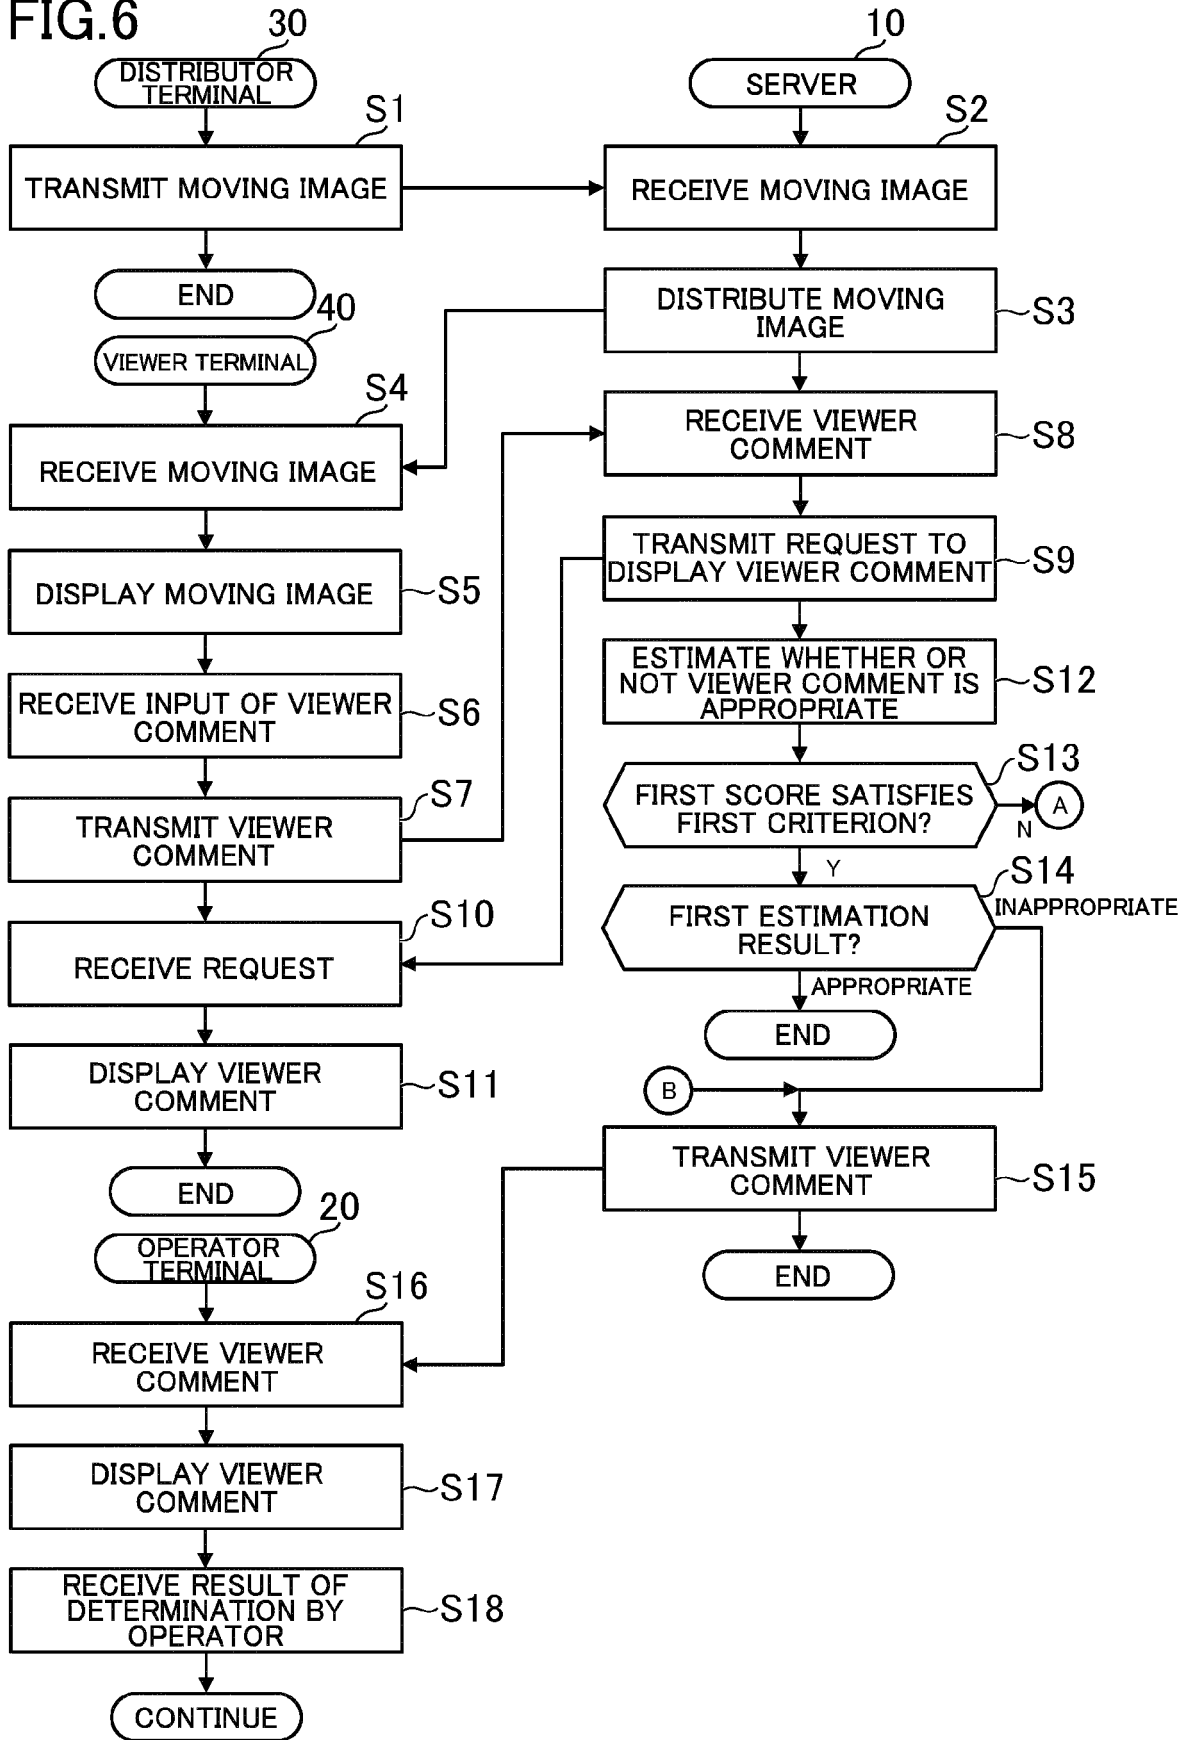 FIG.6
30
DISTRIBUTOR
TERMINAL
S1
TRANSMIT MOVING IMAGE
END
40
VIEWER TERMINAL
S4
RECEIVE MOVING IMAGE
DISPLAY MOVING IMAGE
S5
RECEIVE INPUT OF VIEWER
COMMENT
S6
S7
TRANSMIT VIEWER
COMMENT
S10
RECEIVE REQUEST
DISPLAY VIEWER
COMMENT
S11
END
20
OPERATOR
TERMINAL
S16
RECEIVE VIEWER
COMMENT
DISPLAY VIEWER
COMMENT
S17
RECEIVE RESULT OF
DETERMINATION BY
OPERATOR
S18
CONTINUE
10
SERVER
S2
RECEIVE MOVING IMAGE
DISTRIBUTE MOVING
IMAGE
S3
RECEIVE VIEWER
COMMENT
S8
TRANSMIT REQUEST TO
DISPLAY VIEWER COMMENT
S9
ESTIMATE WHETHER OR
NOT VIEWER COMMENT IS
APPROPRIATE
S12
S13
FIRST SCORE SATISFIES
FIRST CRITERION?
A
N
Y
S14
INAPPROPRIATE
FIRST ESTIMATION
RESULT?
APPROPRIATE
END
B
TRANSMIT VIEWER
COMMENT
S15
END